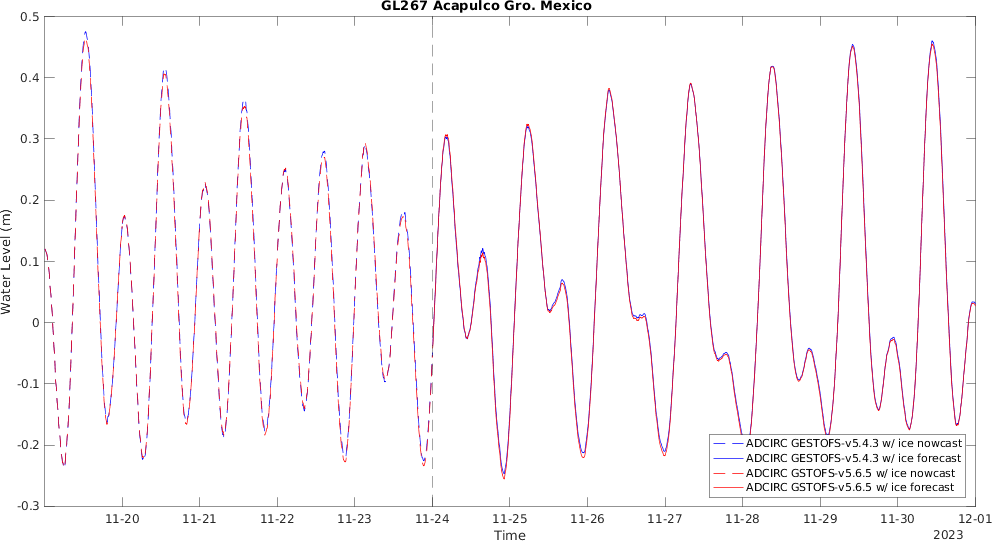 GL267 Acapulco Gro. Mexico
0.5
0.4
0.3
0.2
0.1
0
-0.1
-0.2
-0.3
Water Level (m)
ADCIRC GESTOFS-v5.4.3 w/ ice nowcast
ADCIRC GESTOFS-v5.4.3 w/ ice forecast
ADCIRC GSTOFS-v5.6.5 w/ ice nowcast
ADCIRC GSTOFS-v5.6.5 w/ ice forecast
11-20 11-21 11-22 11-23 11-24 11-25 11-26 11-27 11-28 11-29 11-30 12-01
Time
2023